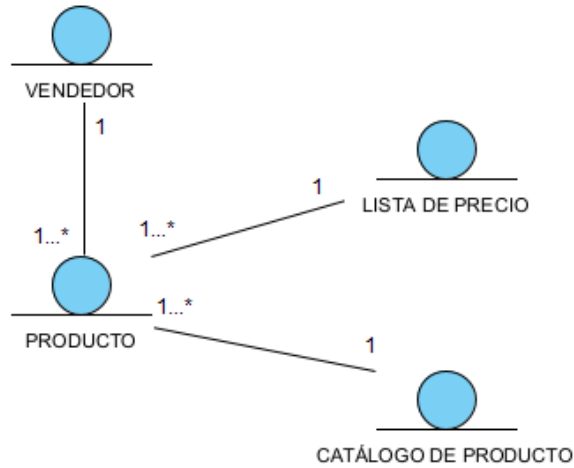 VENDEDOR
1
1...*
1...*
1
LISTA DE PRECIO
1...*
PRODUCTO
1
CATÁLOGO DE PRODUCTO